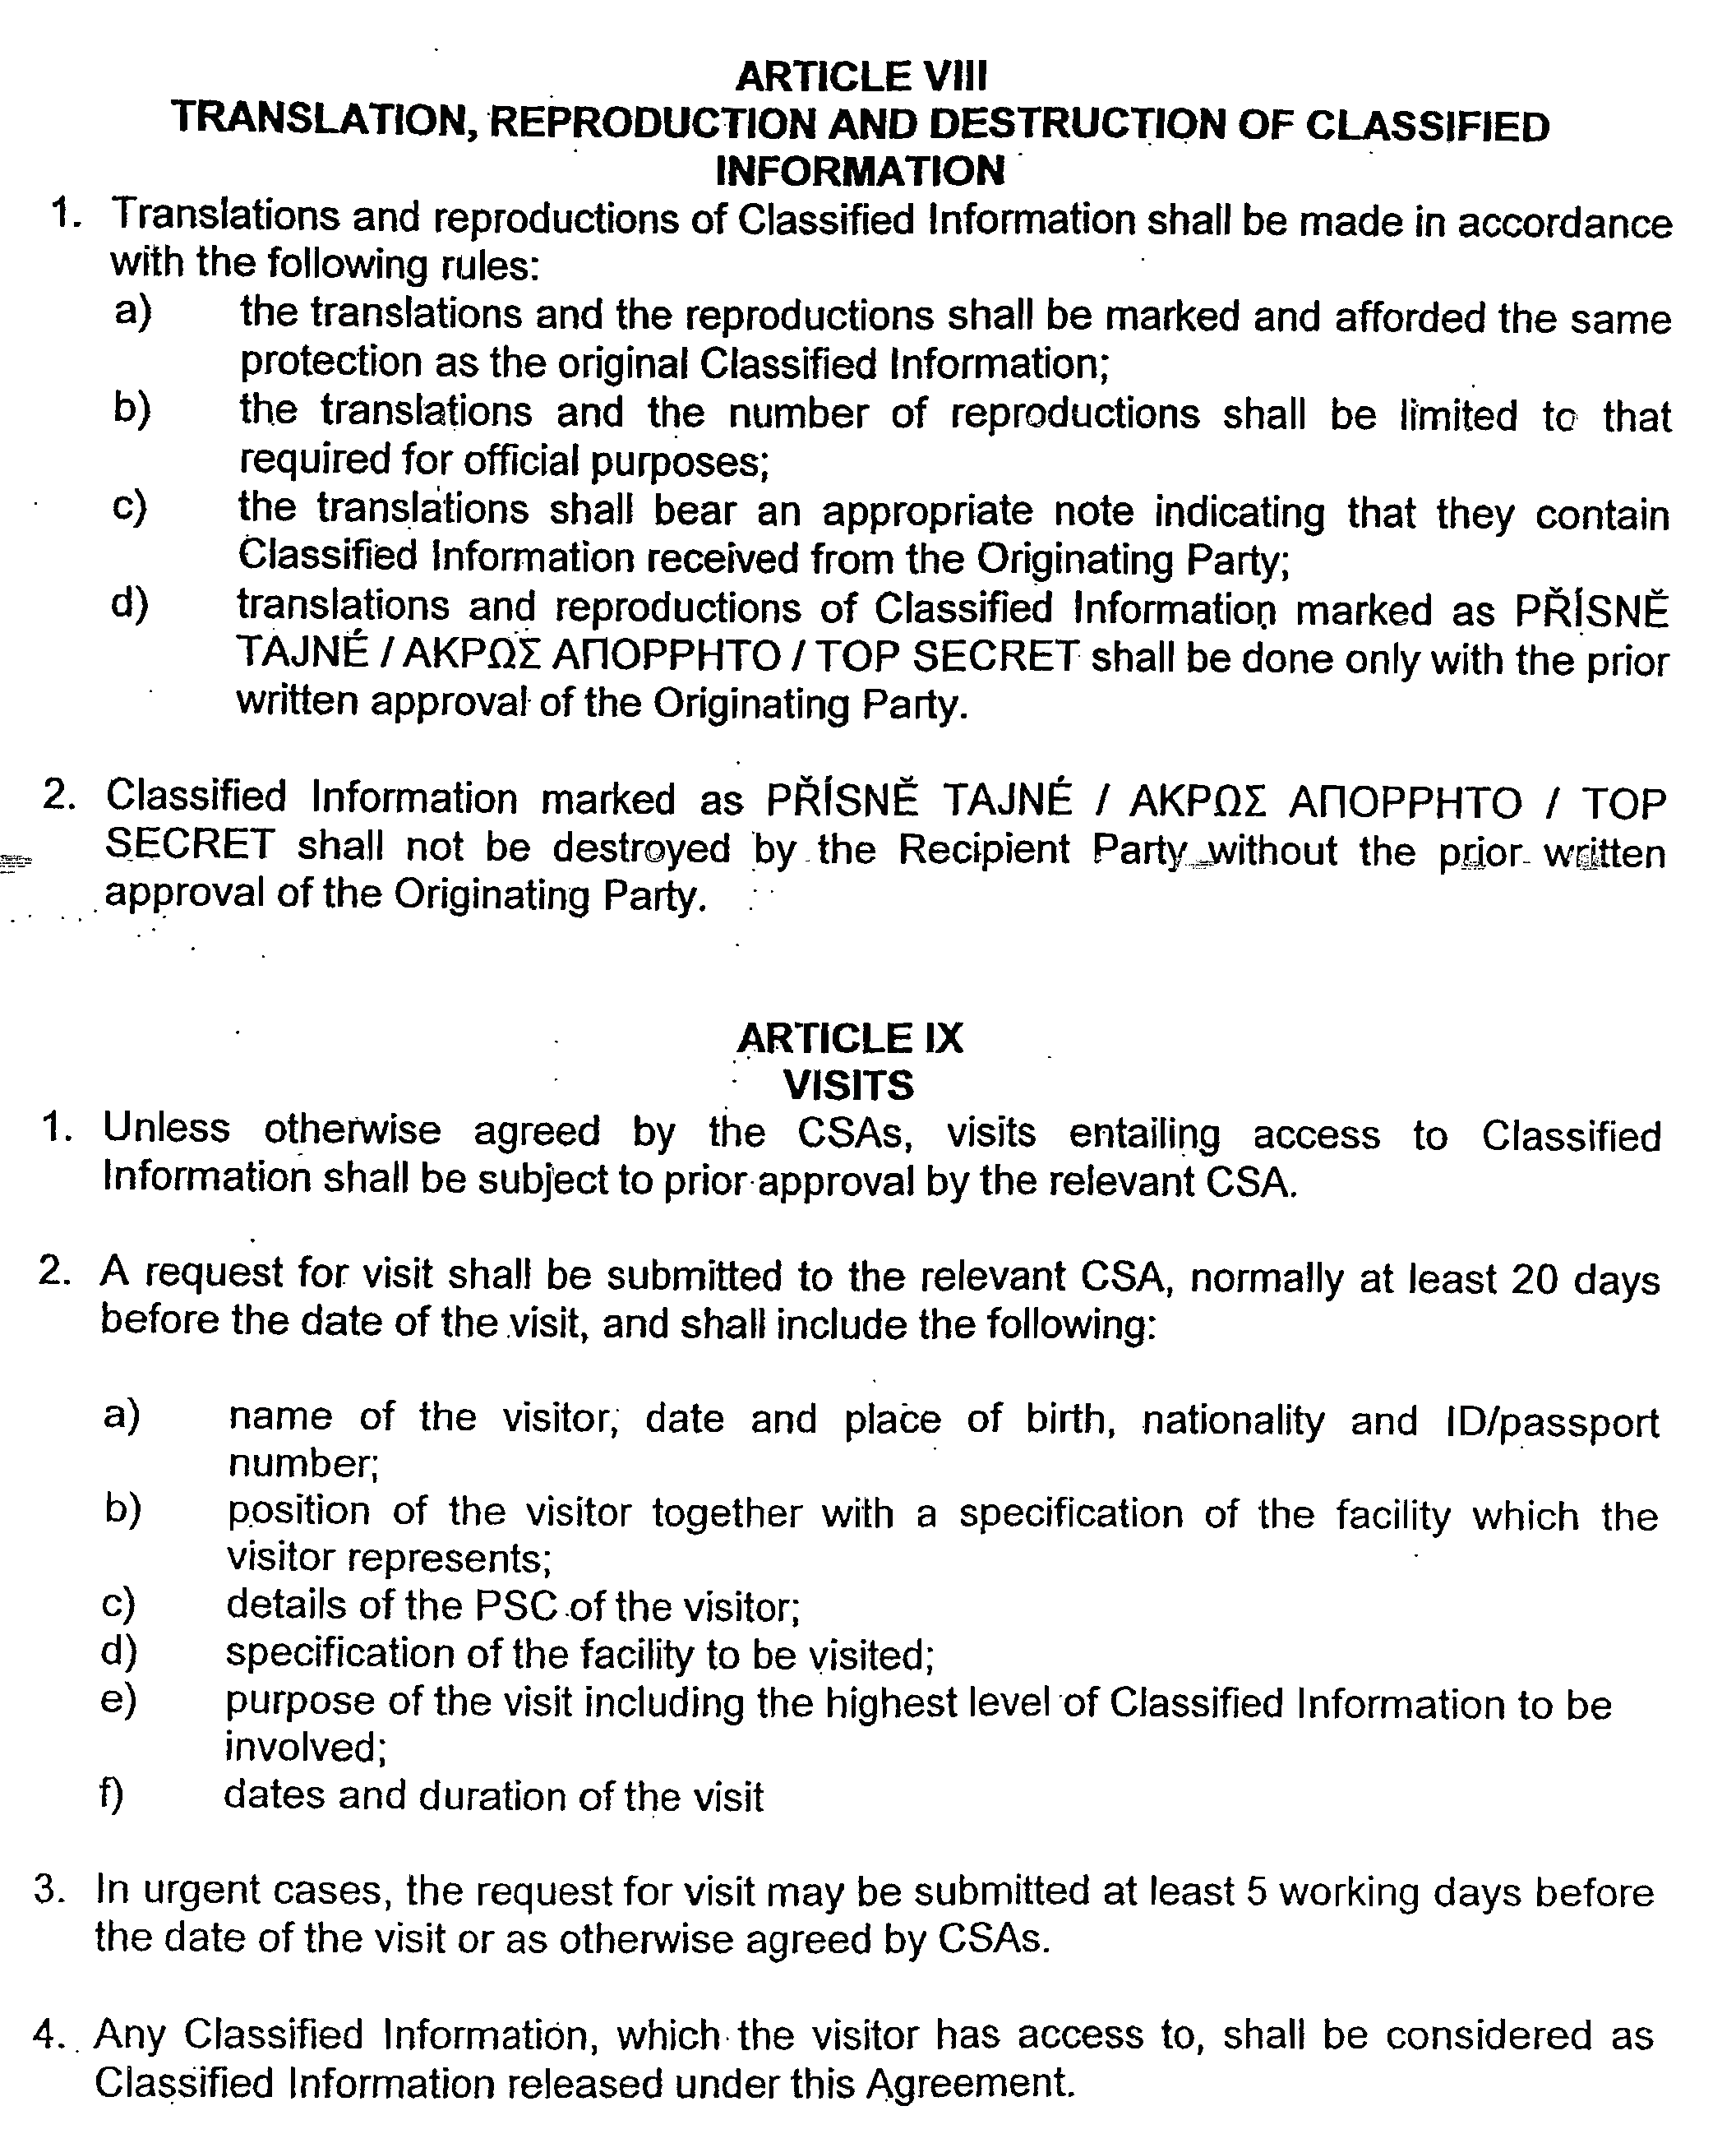 ARTICLE VIII
TRANSLATION, REPRODUCTION AND DESTRUCTION OF CLASSIFIED
INFORMATION
1. Translations and reproductions of Classified Information shall be made in accordance
with the following rules:
a) the translations and the reproductions shall be marked and afforded the same
protection as the original Classified Information;
b) the translations and the number of reproductions shall be limited to that
required for official purposes;
c) the translations shall bear an appropriate note indicating that they contain
Classified Information received from the Originating Party;
d) translations and reproductions of Classified Information marked as PŘÍSNĚ
TAJNÉ / ΑΚΡΩΣ ΑΠΟΡΡΗΤΟ / TOP SECRET shall be done only with the prior
written approval of the Originating Party.
2. Classified Information marked as PŘÍSNĚ TAJNÉ / ΑΚΡΩΣ ΑΠΟΡΡΗΤΟ / TOP
SECRET shall not be destroyed by the Recipient Party without the prior written
approval of the Originating Party.
ARTICLE IX
VISITS
1. Unless otherwise agreed by the CSAs, visits entailing access to Classified
Information shall be subject to prior approval by the relevant CSA.
2. A request for visit shall be submitted to the relevant CSA, normally at least 20 days
before the date of the visit, and shall include the following:
a) name of the visitor, date and place of birth, nationality and ID/passport
number;
b) position of the visitor together with a specification of the facility which the
visitor represents;
c) details of the PSC of the visitor;
d) specification of the facility to be visited;
e) purpose of the visit including the highest level of Classified Information to be
involved;
f) dates and duration of the visit
3. In urgent cases, the request for visit may be submitted at least 5 working days before
the date of the visit or as otherwise agreed by CSAs.
4. Any Classified Information, which the visitor has access to, shall be considered as
Classified Information released under this Agreement.